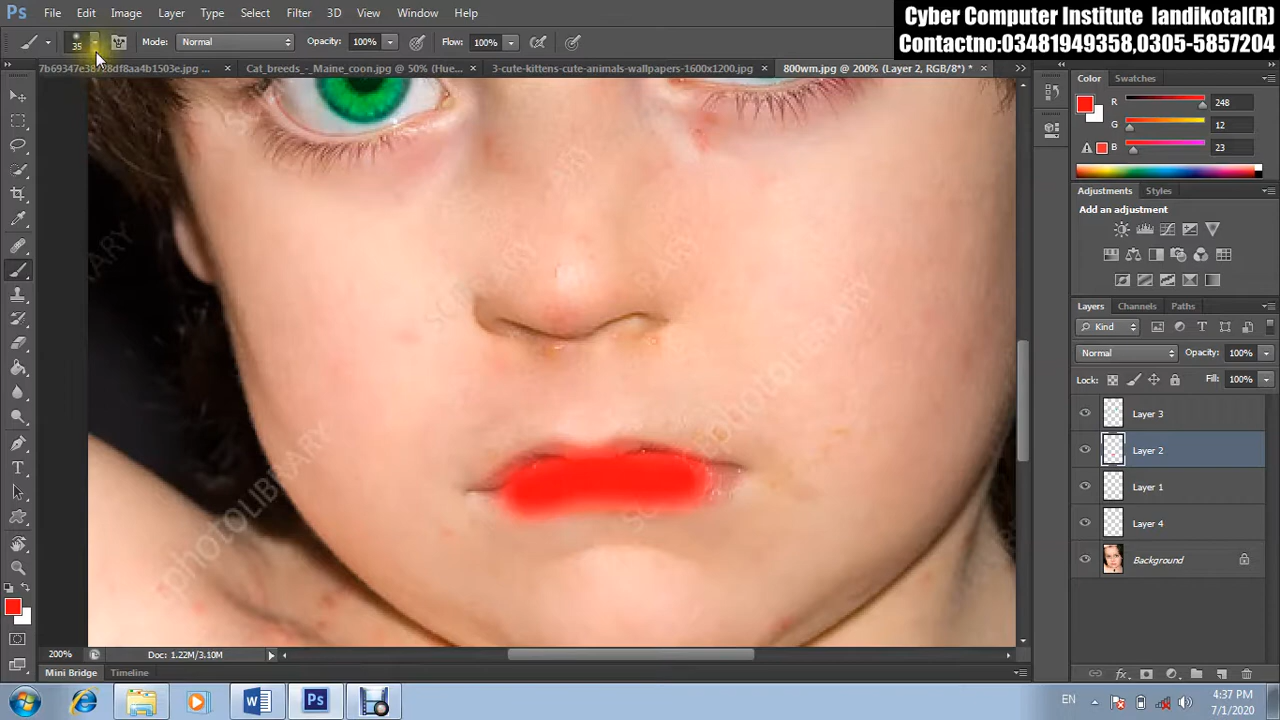 Cyber Computer Institute landikotal(R)
Contactno:03481949358,0305-5857204
Ps File Edit Image Layer Type Select Filter 3D View Window Help
35 Mode: Normal Opacity: 100% Flow: 100%
Cat_breeds_-_Maine_coon.jpg @ 50% (Hue... × 3-cute-kittens-cute-animals-wallpapers-1600x1200.jpg × 800wm.jpg @ 200% (Layer 2, RGB/8*) * ×
Color Swatches
R 248
G 12
B 23
Adjustments Styles
Add an adjustment
Layers Channels Paths
Kind
Normal Opacity: 100%
Lock: Fill: 100%
Layer 3
Layer 2
Layer 1
Layer 4
Background
photoLIBRARY
photoLIBRARY
200% Doc: 1.22M/3.10M
Mini Bridge Timeline
EN 4:37 PM
7/1/2020